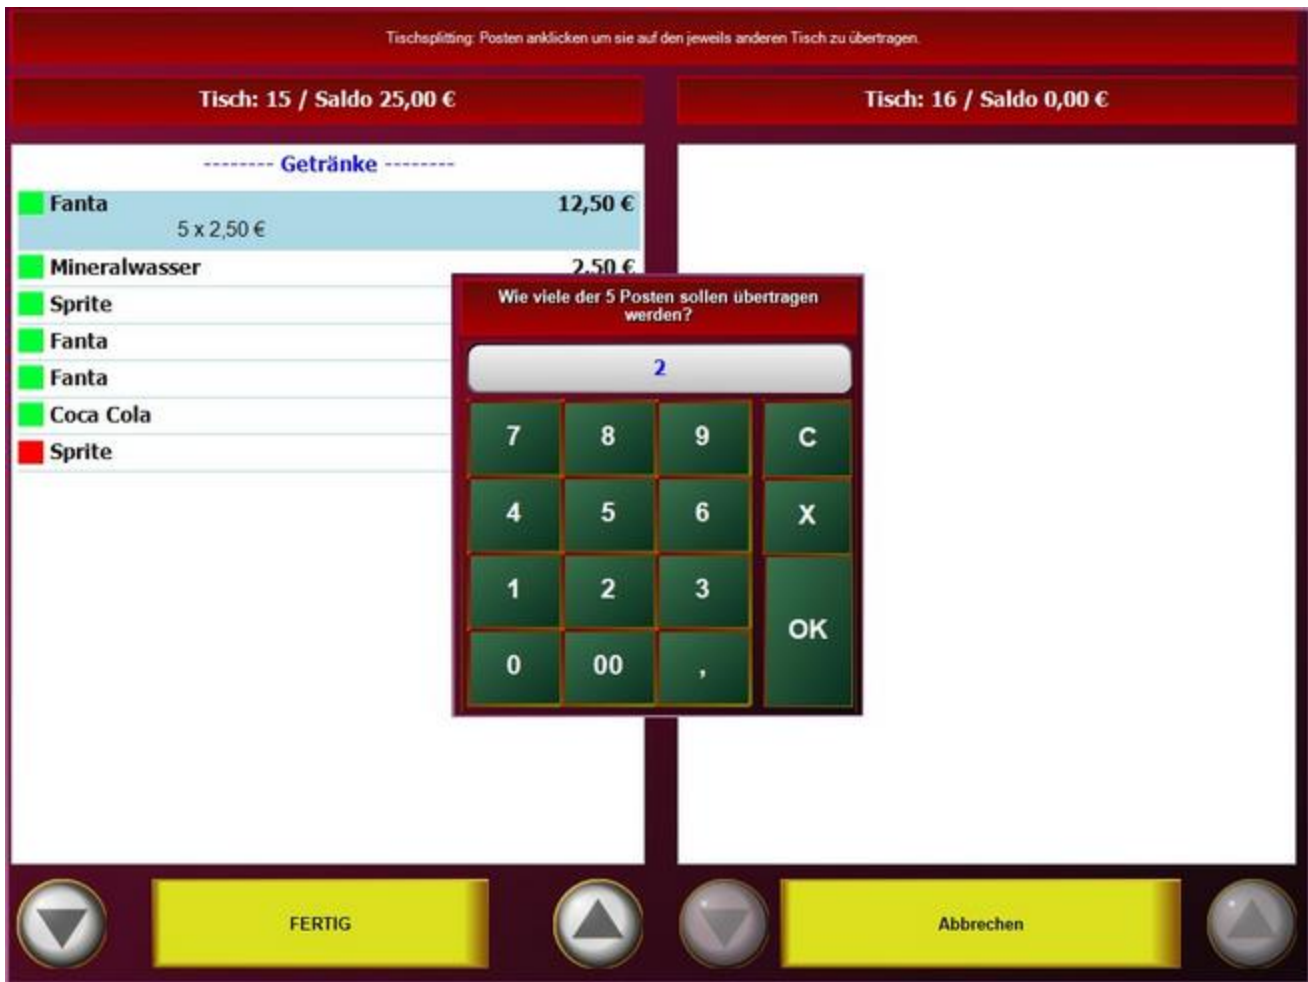 Tischsplitting: Posten anklicken um sie auf den jeweils anderen Tisch zu übertragen.
Tisch: 15 / Saldo 25,00 €
Tisch: 16 / Saldo 0,00 €
-------- Getränke --------
Fanta 12,50 €
5 x 2,50 €
Mineralwasser 2,50 €
Sprite
Fanta
Fanta
Coca Cola
Sprite
Wie viele der 5 Posten sollen übertragen
werden?
2
7 8 9 C
4 5 6 X
1 2 3
OK
0 00 ,
FERTIG
Abbrechen